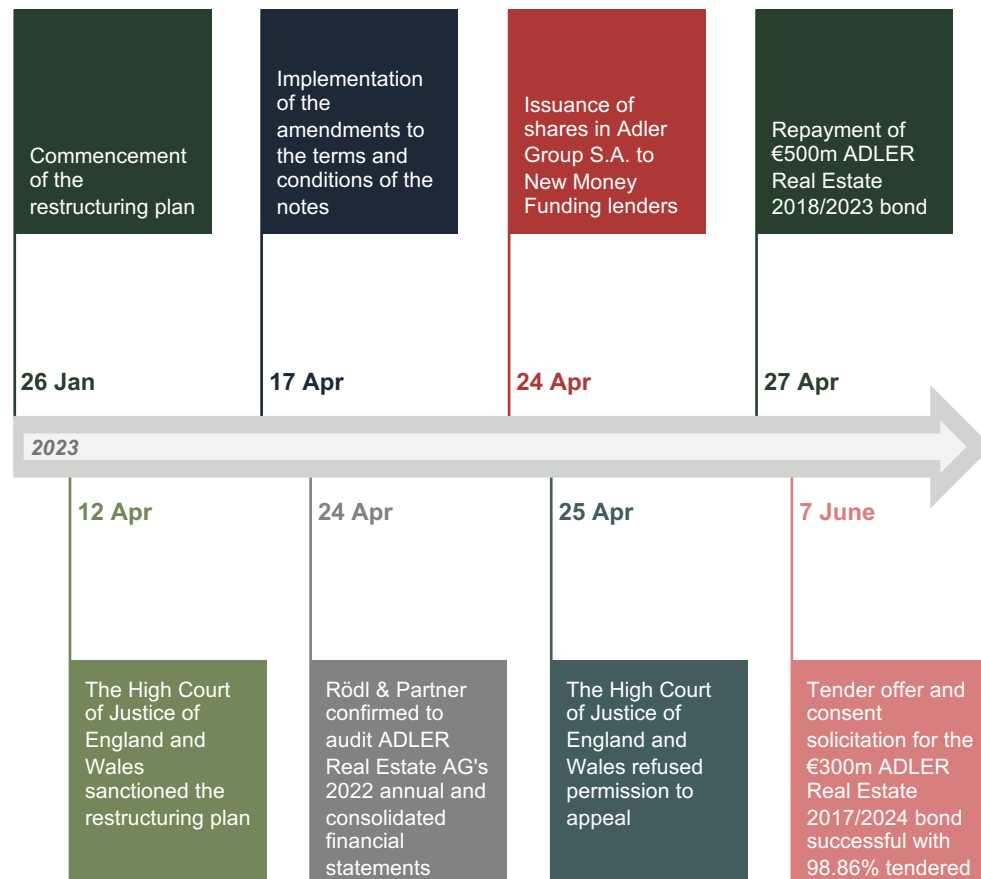 Commencement
of the
restructuring plan
Implementation
of the
amendments to
the terms and
conditions of the
notes
Issuance of
shares in Adler
Group S.A. to
New Money
Funding lenders
Repayment of
€500m ADLER
Real Estate
2018/2023 bond
26 Jan
17 Apr
24 Apr
27 Apr
2023
12 Apr
24 Apr
25 Apr
7 June
The High Court
of Justice of
England and
Wales
sanctioned the
restructuring plan
Rödl & Partner
confirmed to
audit ADLER
Real Estate AG's
2022 annual and
consolidated
financial
statements
The High Court
of Justice of
England and
Wales refused
permission to
appeal
Tender offer and
consent
solicitation for the
€300m ADLER
Real Estate
2017/2024 bond
successful with
98.86% tendered